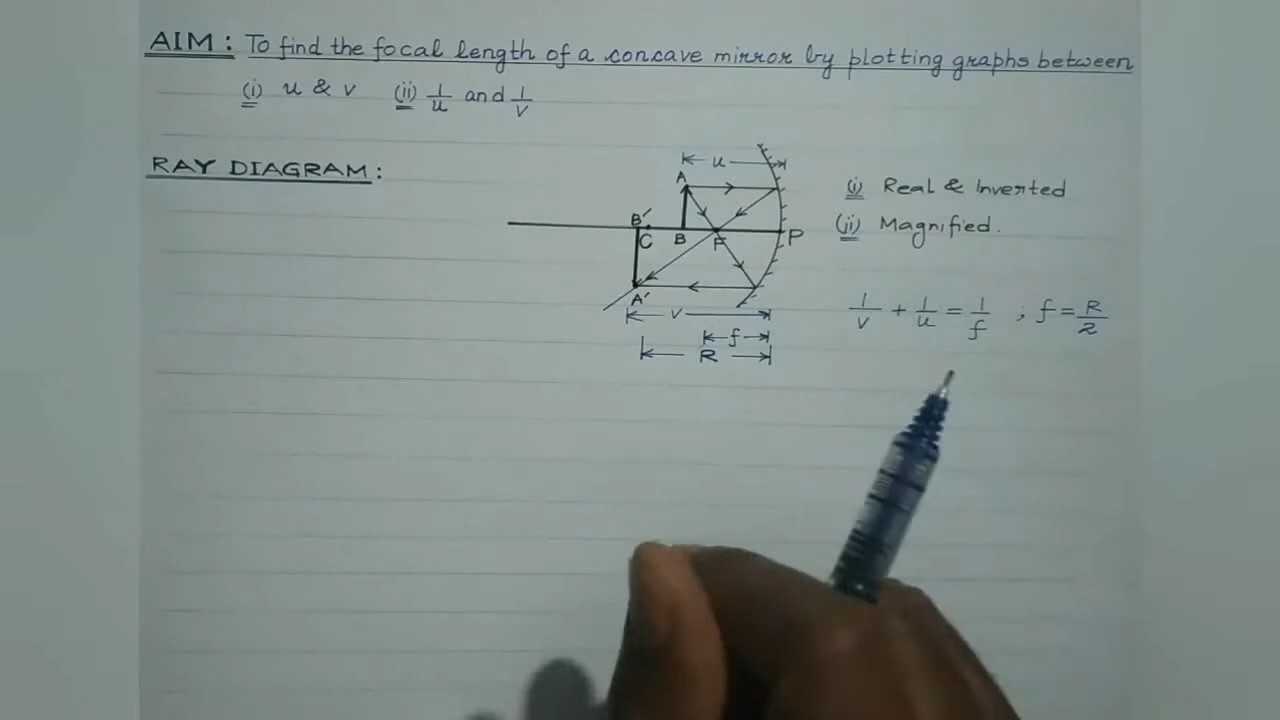 AIM: To find the focal length of a concave mirror by plotting graphs between
(i) u & v (ii) 1/u and 1/v
RAY DIAGRAM:
u
A
B' C B F P
A'
v
f
R
(i) Real & Inverted
(ii) Magnified.
1/v + 1/u = 1/f ; f = R/2